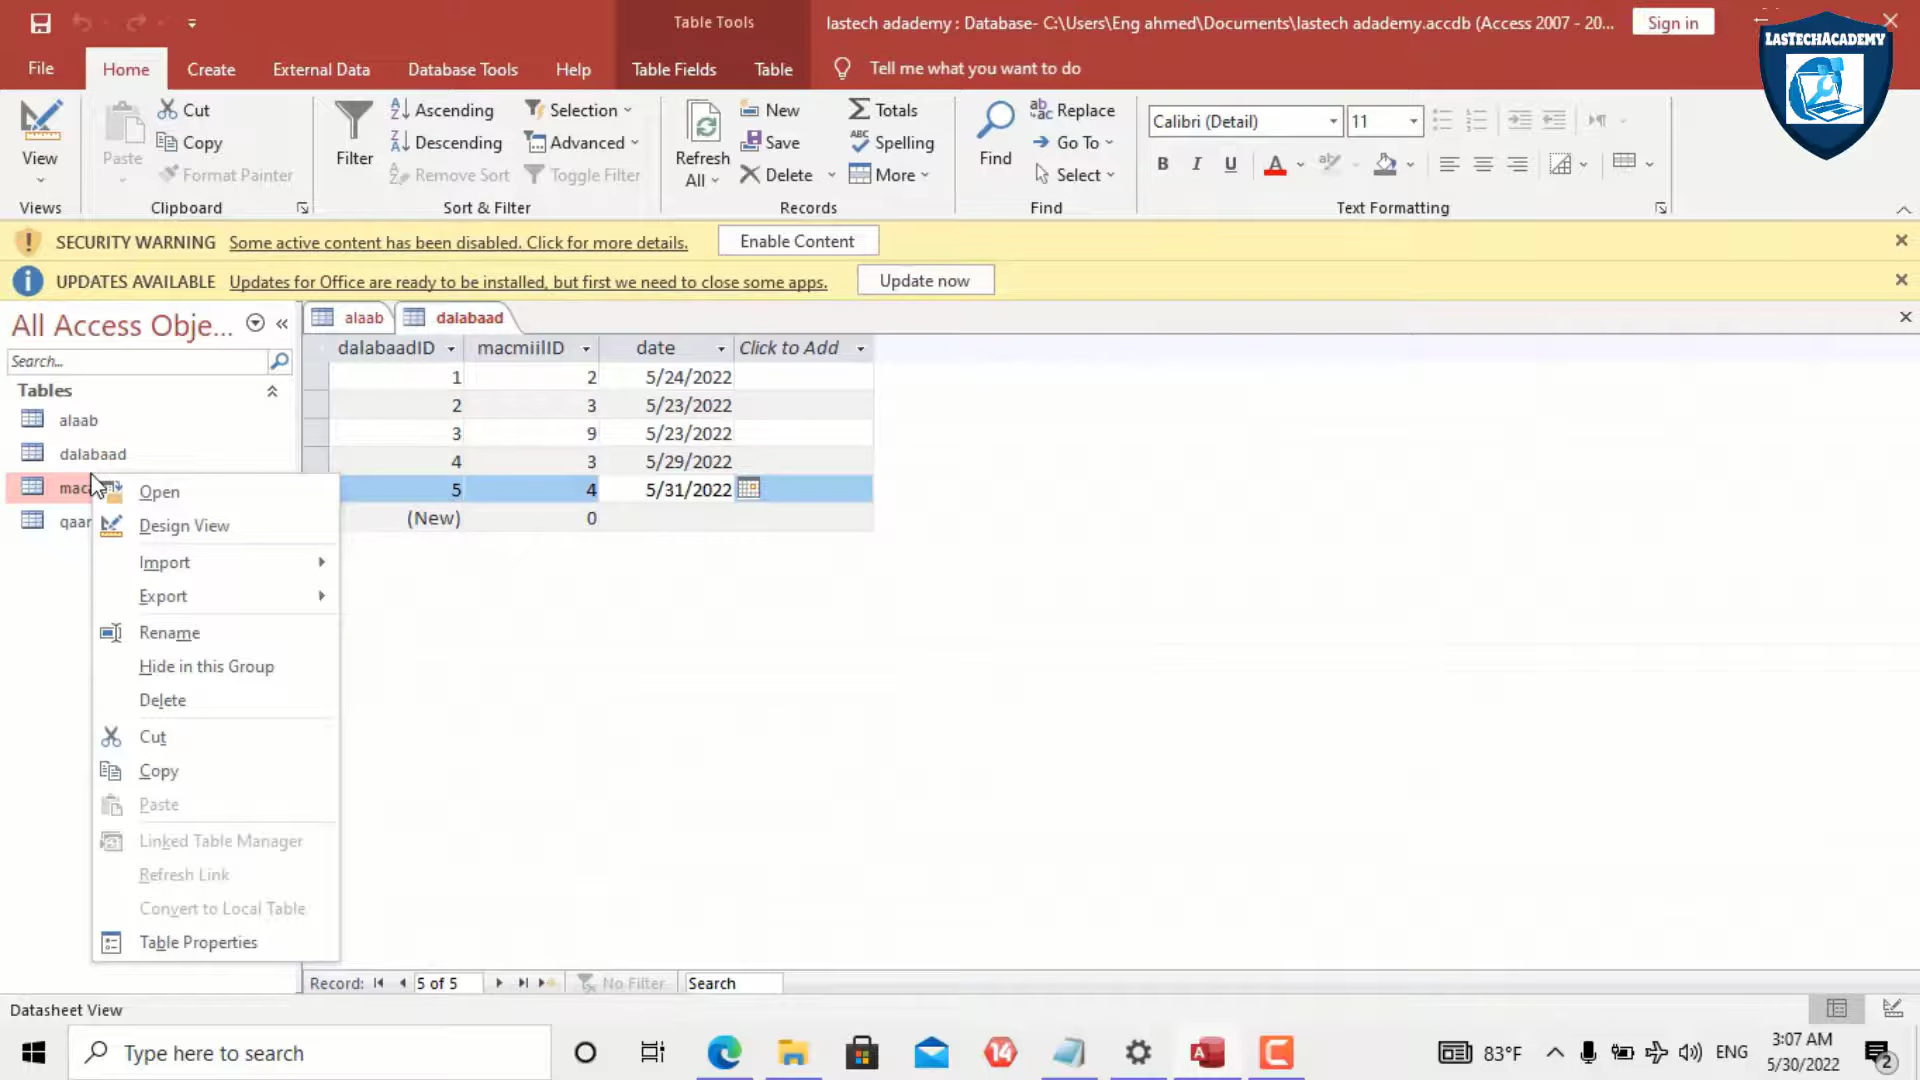 Table Tools
lastech adademy : Database- C:\Users\Eng ahmed\Documents\lastech adademy.accdb (Access 2007 - 20...
Sign in
LASTECHACADEMY
File
Home
Create
External Data
Database Tools
Help
Table Fields
Table
Tell me what you want to do
View
Views
Paste
Cut
Copy
Format Painter
Clipboard
Filter
Ascending
Descending
Remove Sort
Selection
Advanced
Toggle Filter
Sort & Filter
Refresh
All
New
Save
Delete
Totals
Spelling
More
Records
Find
Replace
Go To
Select
Find
Calibri (Detail)
11
B I U A
Text Formatting
SECURITY WARNING Some active content has been disabled. Click for more details. Enable Content
UPDATES AVAILABLE Updates for Office are ready to be installed, but first we need to close some apps. Update now
All Access Obje...
Search...
Tables
alaab
dalabaad
Open
Design View
Import
Export
Rename
Hide in this Group
Delete
Cut
Copy
Paste
Linked Table Manager
Refresh Link
Convert to Local Table
Table Properties
alaab
dalabaad
dalabaadID macmiilID date Click to Add
1 2 5/24/2022
2 3 5/23/2022
3 9 5/23/2022
4 3 5/29/2022
5 4 5/31/2022
(New) 0
Record: 5 of 5 No Filter Search
Datasheet View
Type here to search
14
83°F
ENG
3:07 AM
5/30/2022
2